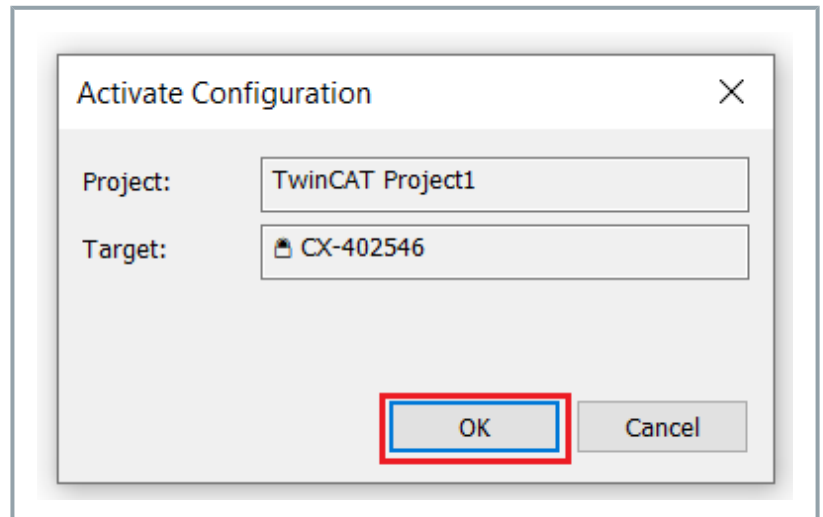 Activate Configuration
Project: TwinCAT Project1
Target: CX-402546
OK Cancel